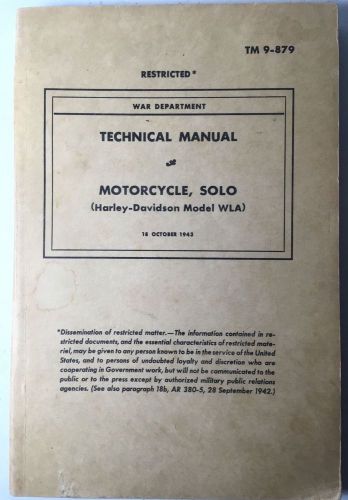 TM 9-879
RESTRICTED*
WAR DEPARTMENT
TECHNICAL MANUAL
MOTORCYCLE, SOLO
(Harley-Davidson Model WLA)
18 OCTOBER 1943
*Dissemination of restricted matter.—The information contained in re-
stricted documents, and the essential characteristics of restricted mate-
riel, may be given to any person known to be in the service of the United
States, and to persons of undoubted loyalty and discretion who are
cooperating in Government work, but will not be communicated to the
public or to the press except by authorized military public relations
agencies. (See also paragraph 18b, AR 380-5, 28 September 1942.)